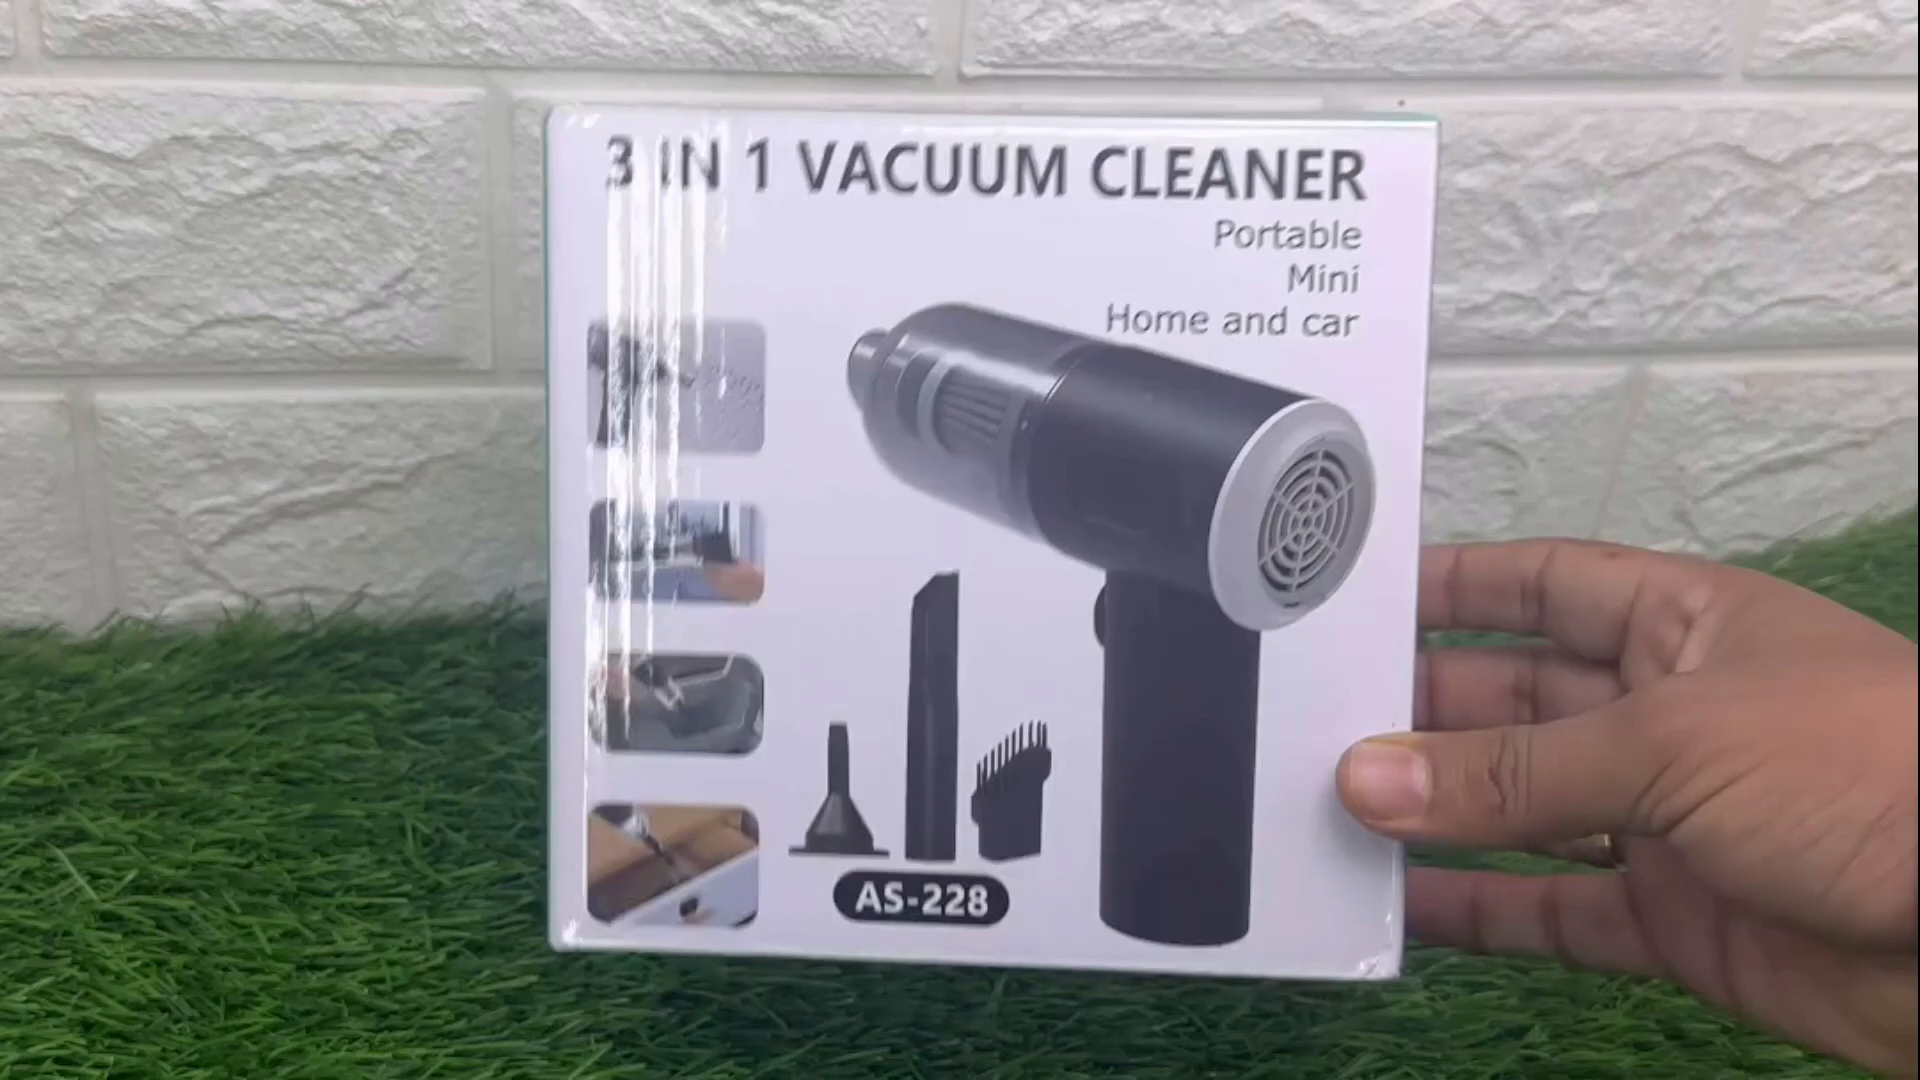 3 IN 1 VACUUM CLEANER
Portable
Mini
Home and car
AS-228